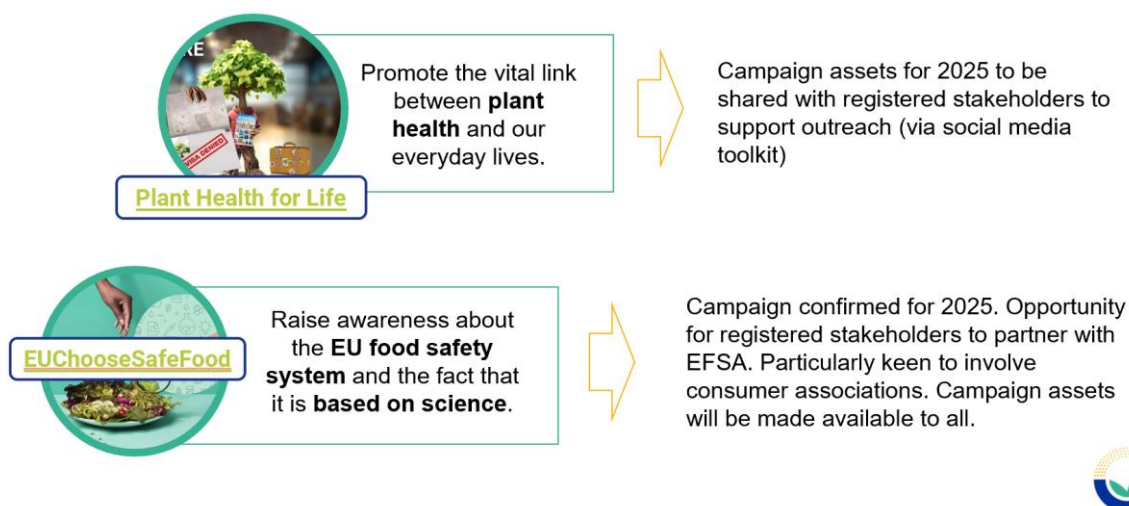 RE
VISA DENIED
Plant Health for Life
Promote the vital link
between plant
health and our
everyday lives.
Campaign assets for 2025 to be
shared with registered stakeholders to
support outreach (via social media
toolkit)
EUChooseSafeFood
Raise awareness about
the EU food safety
system and the fact that
it is based on science.
Campaign confirmed for 2025. Opportunity
for registered stakeholders to partner with
EFSA. Particularly keen to involve
consumer associations. Campaign assets
will be made available to all.